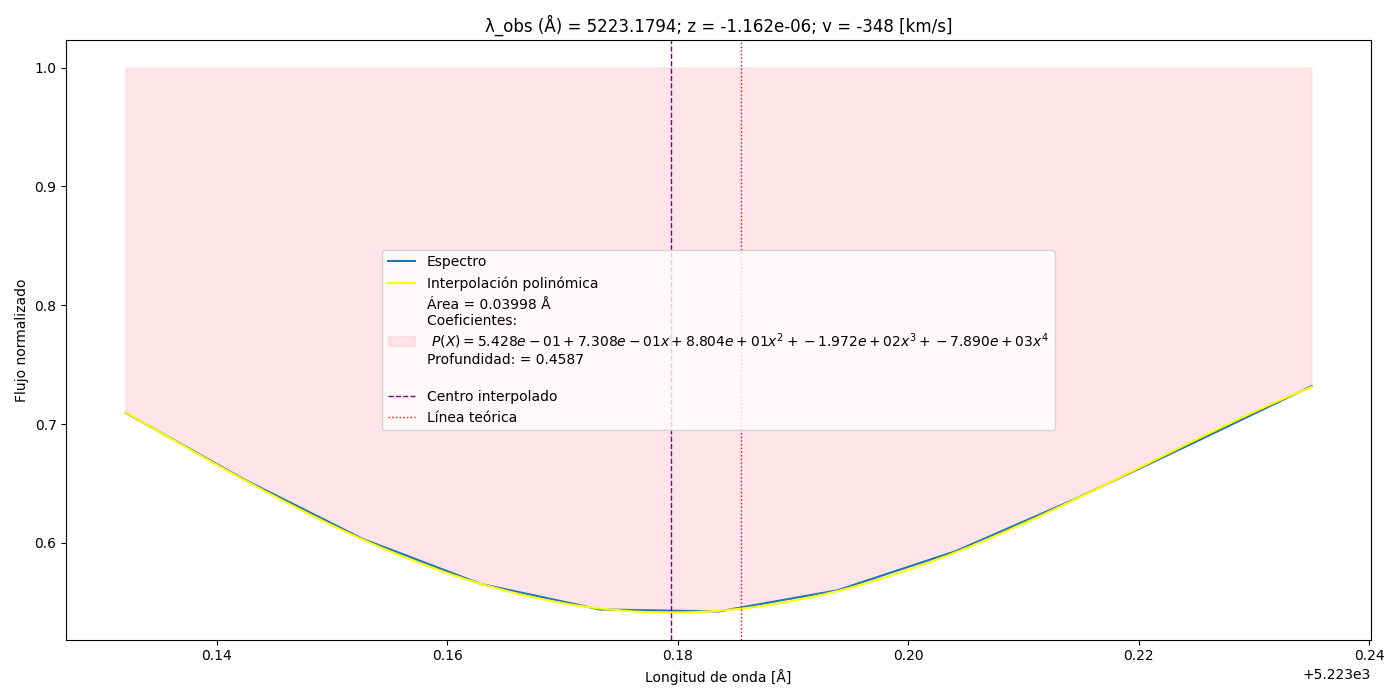 λ_obs (Å) = 5223.1794; z = -1.162e-06; v = -348 [km/s]
Flujo normalizado
1.0
0.9
0.8
0.7
0.6
Espectro
Interpolación polinómica
Área = 0.03998 Å
Coeficientes:
P(X) = 5.428e − 01 + 7.308e − 01x + 8.804e + 01x² + −1.972e + 02x³ + −7.890e + 03x⁴
Profundidad: = 0.4587
Centro interpolado
Línea teórica
0.14 0.16 0.18 0.20 0.22 0.24
Longitud de onda [Å]
+5.223e3